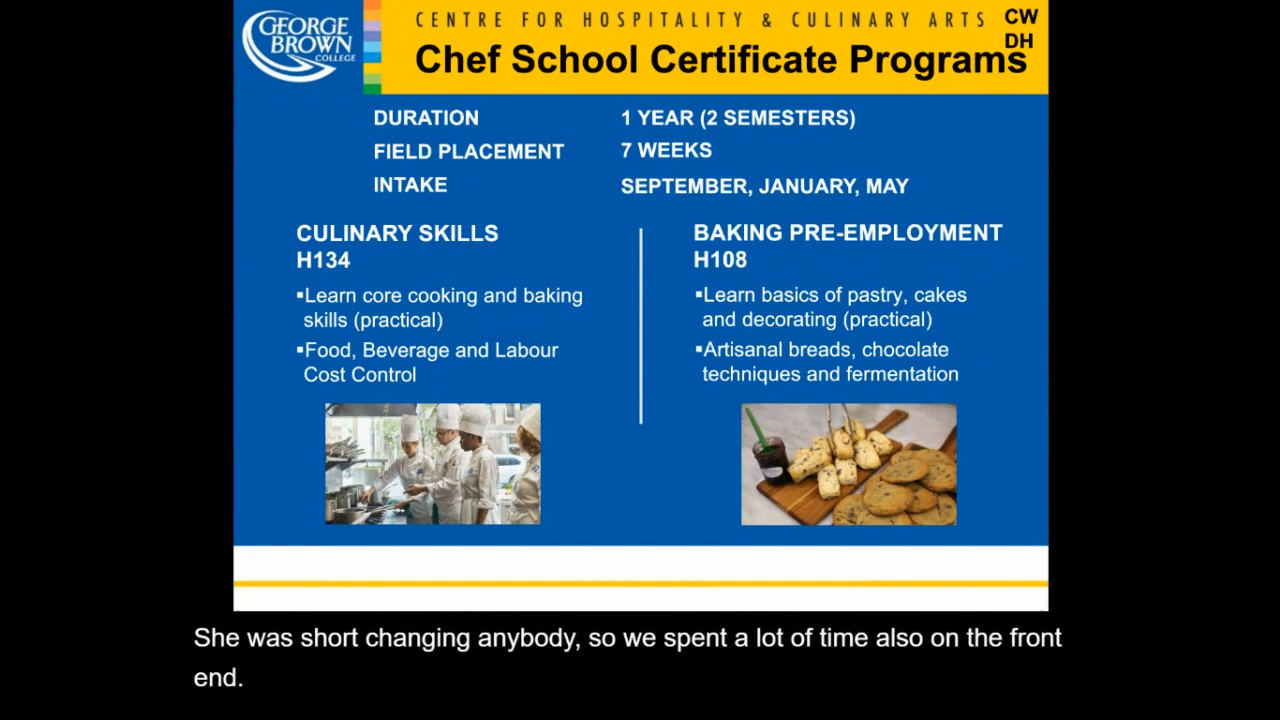 GEORGE
BROWN
COLLEGE
CENTRE FOR HOSPITALITY & CULINARY ARTS
CW
DH
Chef School Certificate Programs
DURATION 1 YEAR (2 SEMESTERS)
FIELD PLACEMENT 7 WEEKS
INTAKE SEPTEMBER, JANUARY, MAY
CULINARY SKILLS
H134
▪Learn core cooking and baking
skills (practical)
▪Food, Beverage and Labour
Cost Control
BAKING PRE-EMPLOYMENT
H108
▪Learn basics of pastry, cakes
and decorating (practical)
▪Artisanal breads, chocolate
techniques and fermentation
She was short changing anybody, so we spent a lot of time also on the front
end.